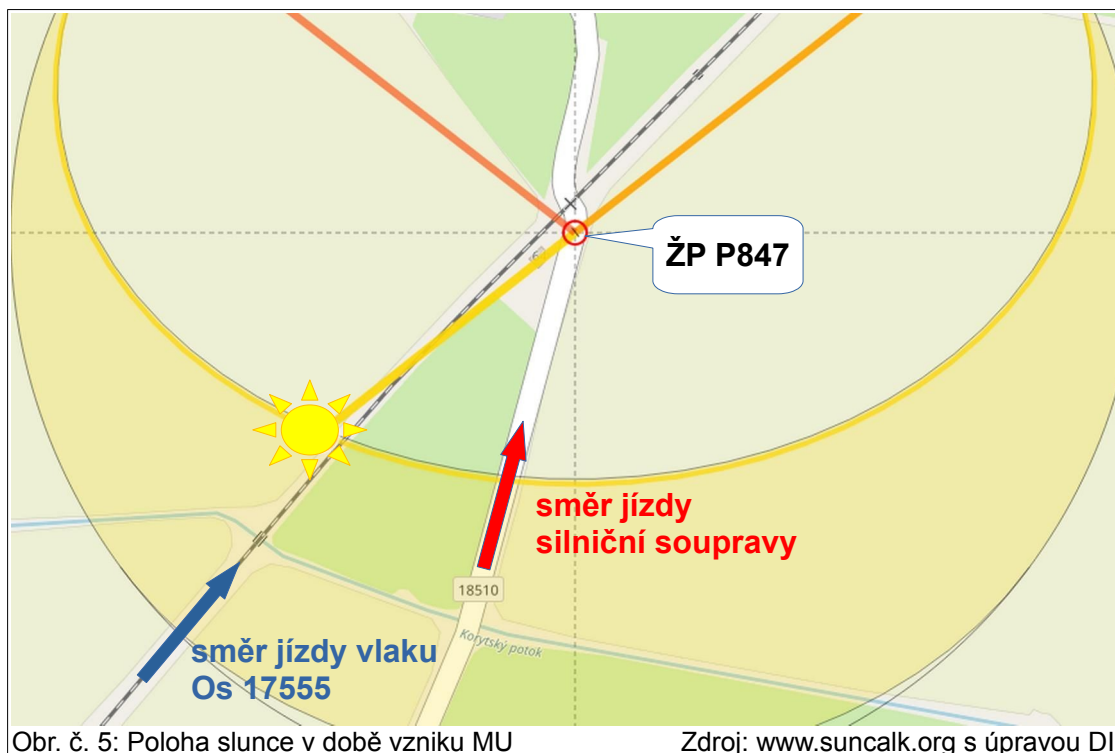 ŽP P847
směr jízdy
silniční soupravy
18510
Korytský potok
směr jízdy vlaku
Os 17555
Obr. č. 5: Poloha slunce v době vzniku MU Zdroj: www.suncalk.org s úpravou DI